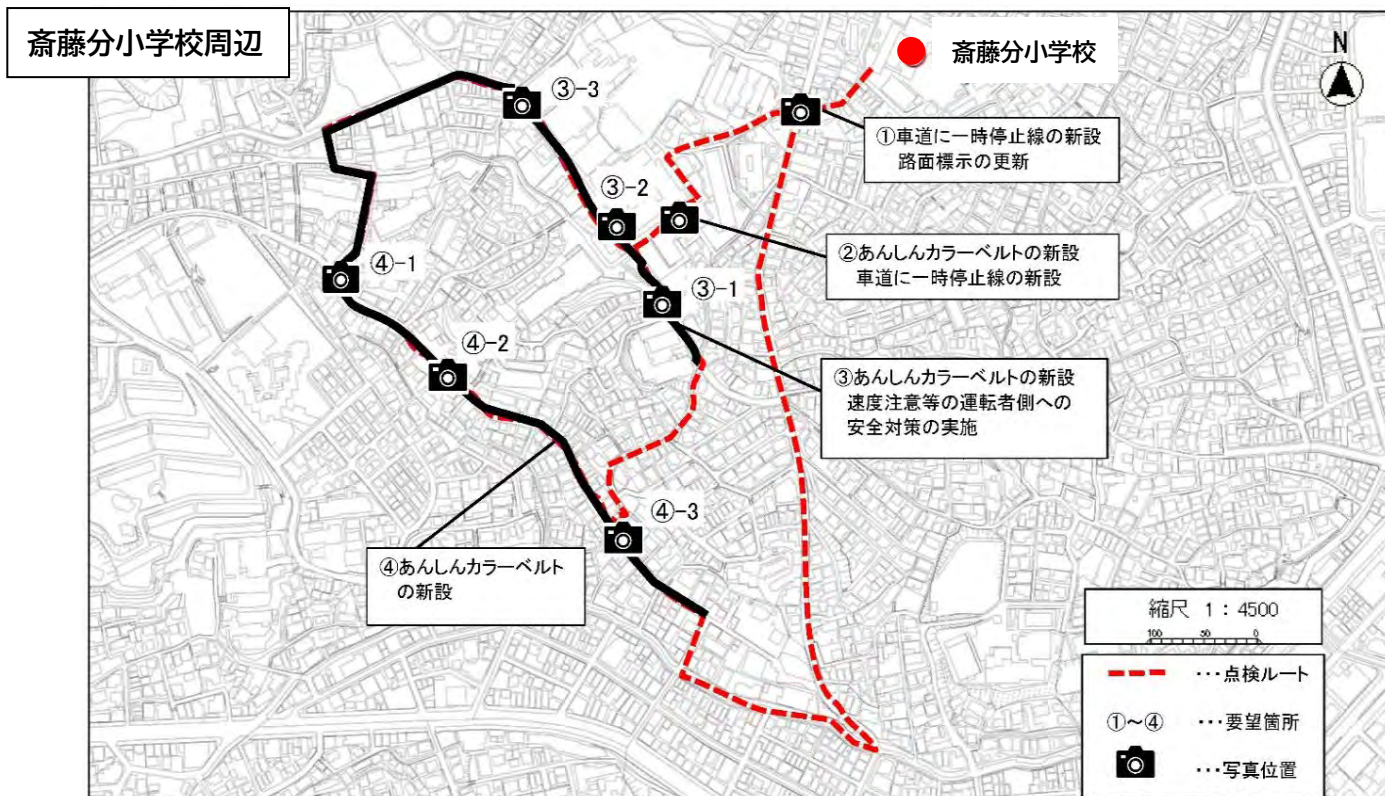 斎藤分小学校周辺
斎藤分小学校
N
③-3
①車道に一時停止線の新設
路面標示の更新
③-2
②あんしんカラーベルトの新設
車道に一時停止線の新設
④-1
③-1
④-2
③あんしんカラーベルトの新設
速度注意等の運転者側への
安全対策の実施
④-3
④あんしんカラーベルト
の新設
縮尺 1：4500
100 50 0
･･･点検ルート
①～④ ･･･要望箇所
･･･写真位置